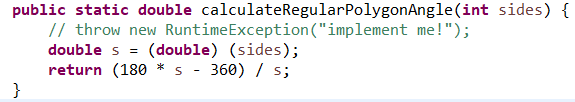 public static double calculateRegularPolygonAngle(int sides) {
// throw new RuntimeException("implement me!");
double s = (double) (sides);
return (180 * s - 360) / s;
}